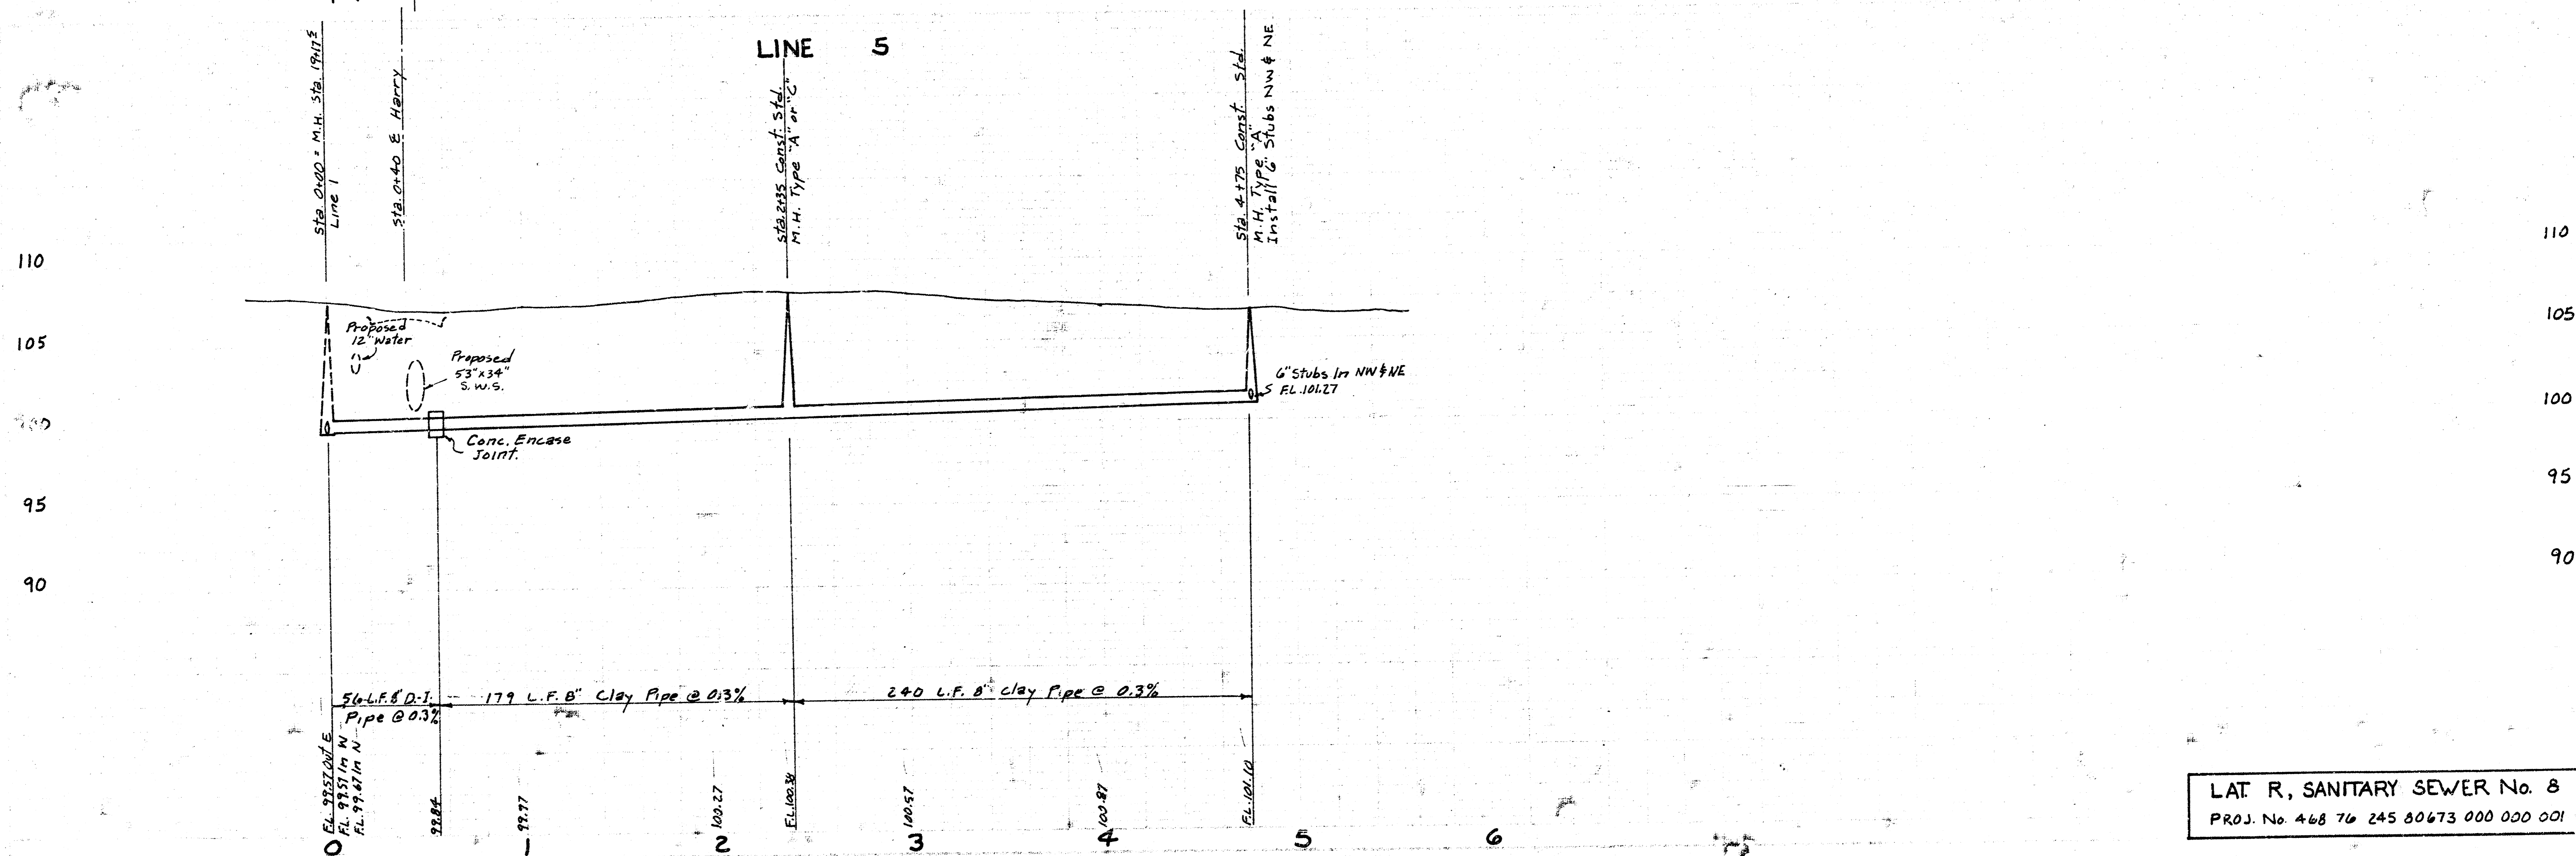 LINE 5
Sta. 0+00 = M.H. Sta. 19+17⁵
Line 1
Sta. 0+40 ℄ Harry
Sta. 2+35 Const. Std.
M.H. Type "A" or "C"
Sta. 4+75 Const. Std.
M.H. Type "A"
Install 6" Stubs NW & NE
110
105
100
95
90
110
105
100
95
90
Proposed
12" Water
Proposed
53"x34"
S.W.S.
Conc. Encase
Joint.
6" Stubs In NW & NE
F.L. 101.27
56 L.F. 8" D.I.
Pipe @ 0.3%
179 L.F. 8" Clay Pipe @ 0.3%
240 L.F. 8" Clay Pipe @ 0.3%
F.L. 99.57 Out E
F.L. 99.57 In W
F.L. 99.67 In N
99.84
99.97
100.27
F.L. 100.38
100.57
100.87
F.L. 101.10
0 1 2 3 4 5 6
LAT. R, SANITARY SEWER No. 8
PROJ. No. 468 76 245 80673 000 000 001